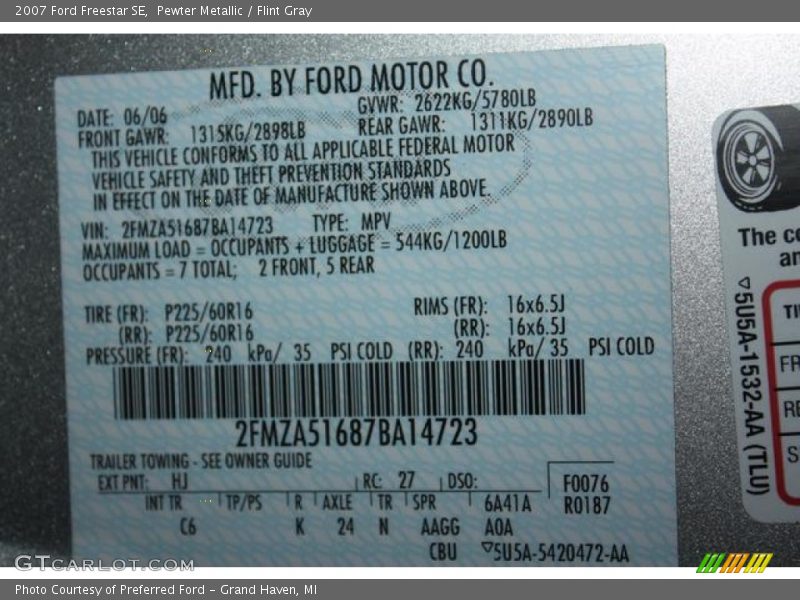 2007 Ford Freestar SE,  Pewter Metallic / Flint Gray
MFD. BY FORD MOTOR CO.
DATE: 06/06 GVWR: 2622KG/5780LB
FRONT GAWR: 1315KG/2898LB REAR GAWR: 1311KG/2890LB
THIS VEHICLE CONFORMS TO ALL APPLICABLE FEDERAL MOTOR
VEHICLE SAFETY AND THEFT PREVENTION STANDARDS
IN EFFECT ON THE DATE OF MANUFACTURE SHOWN ABOVE.
VIN: 2FMZA51687BA14723 TYPE: MPV
MAXIMUM LOAD = OCCUPANTS + LUGGAGE = 544KG/1200LB
OCCUPANTS = 7 TOTAL; 2 FRONT, 5 REAR
TIRE (FR): P225/60R16 RIMS (FR): 16x6.5J
(RR): P225/60R16 (RR): 16x6.5J
PRESSURE (FR): 240 kPa/ 35 PSI COLD (RR): 240 kPa/ 35 PSI COLD
2FMZA51687BA14723
TRAILER TOWING - SEE OWNER GUIDE
EXT PNT: HJ RC: 27 DSO: F0076
INT TR TP/PS R AXLE TR SPR 6A41A R0187
C6 K 24 N AAGG A0A
CBU ▽5U5A-5420472-AA
The co
an
TI
FR
RE
S
▽5U5A-1532-AA (TLU)
GTCARLOT.COM
Photo Courtesy of Preferred Ford - Grand Haven, MI